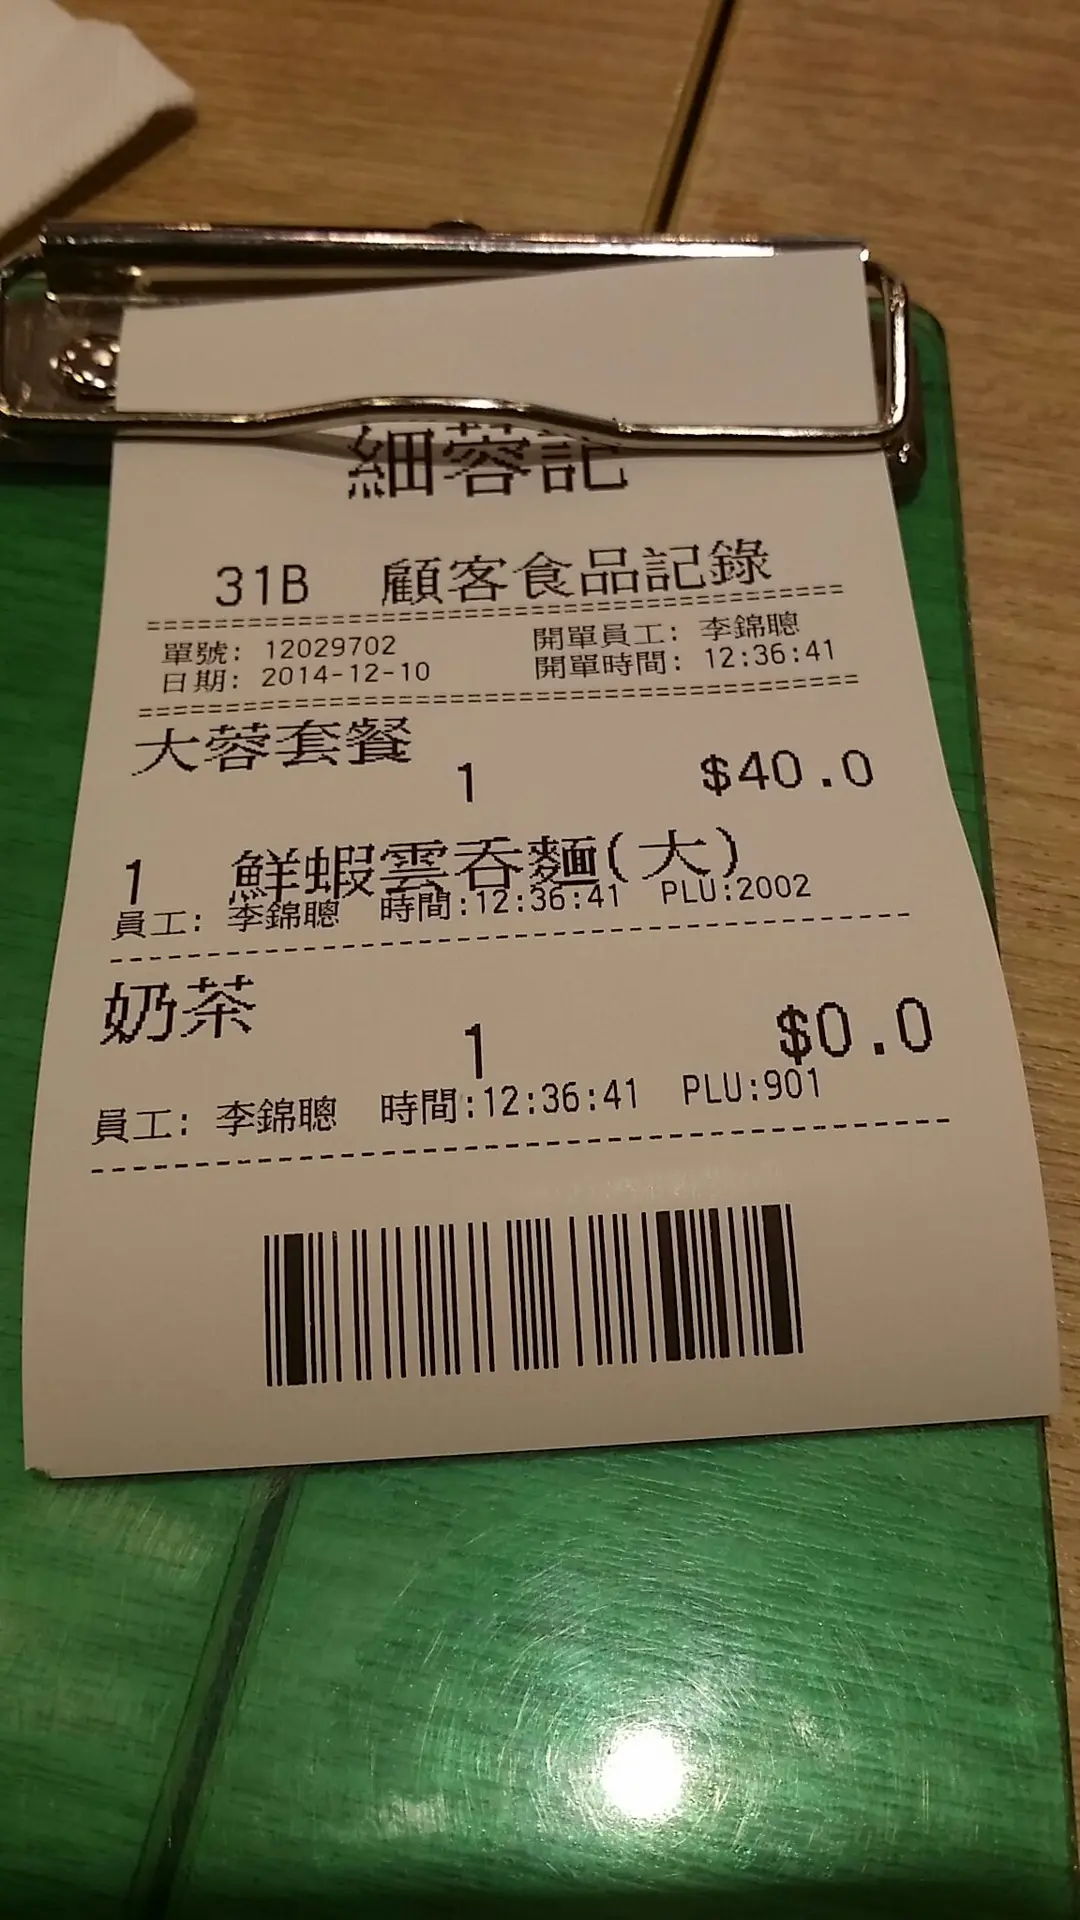 細蓉記
31B 顧客食品記錄
單號: 12029702 開單員工: 李錦聰
日期: 2014-12-10 開單時間: 12:36:41
大蓉套餐
1 $40.0
1 鮮蝦雲吞麵(大)
員工: 李錦聰 時間:12:36:41 PLU:2002
奶茶
1 $0.0
員工: 李錦聰 時間:12:36:41 PLU:901